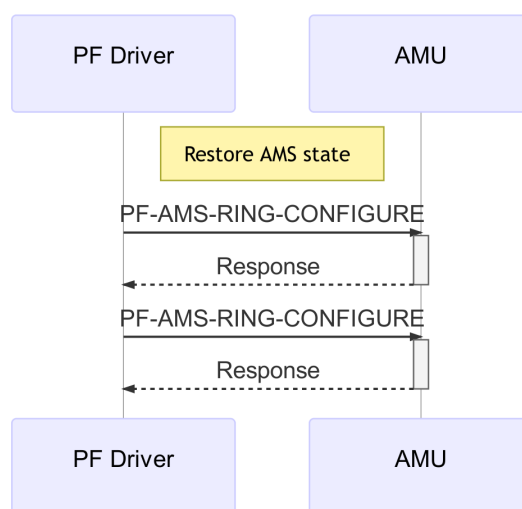 PF Driver
AMU
Restore AMS state
PF-AMS-RING-CONFIGURE
Response
PF-AMS-RING-CONFIGURE
Response
PF Driver
AMU